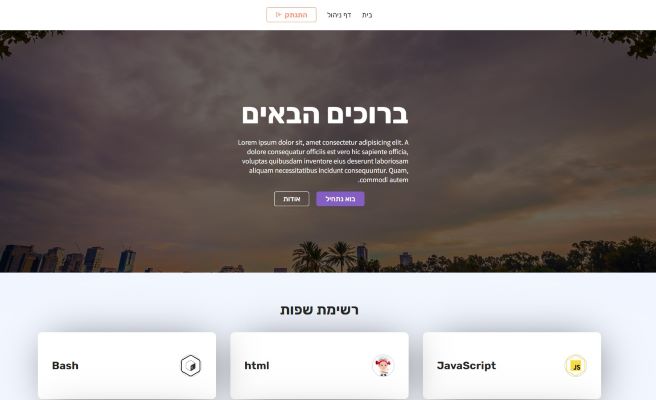 בית
דף ניהול
התנתק
ברוכים הבאים
Lorem ipsum dolor sit, amet consectetur adipisicing elit. A
dolore consequatur officiis est vero hic sapiente officia,
voluptas quibusdam inventore eius deserunt laboriosam
aliquam necessitatibus incidunt consequuntur. Quam,
.commodi autem
בוא נתחיל
אודות
רשימת שפות
JavaScript
JS
html
Bash